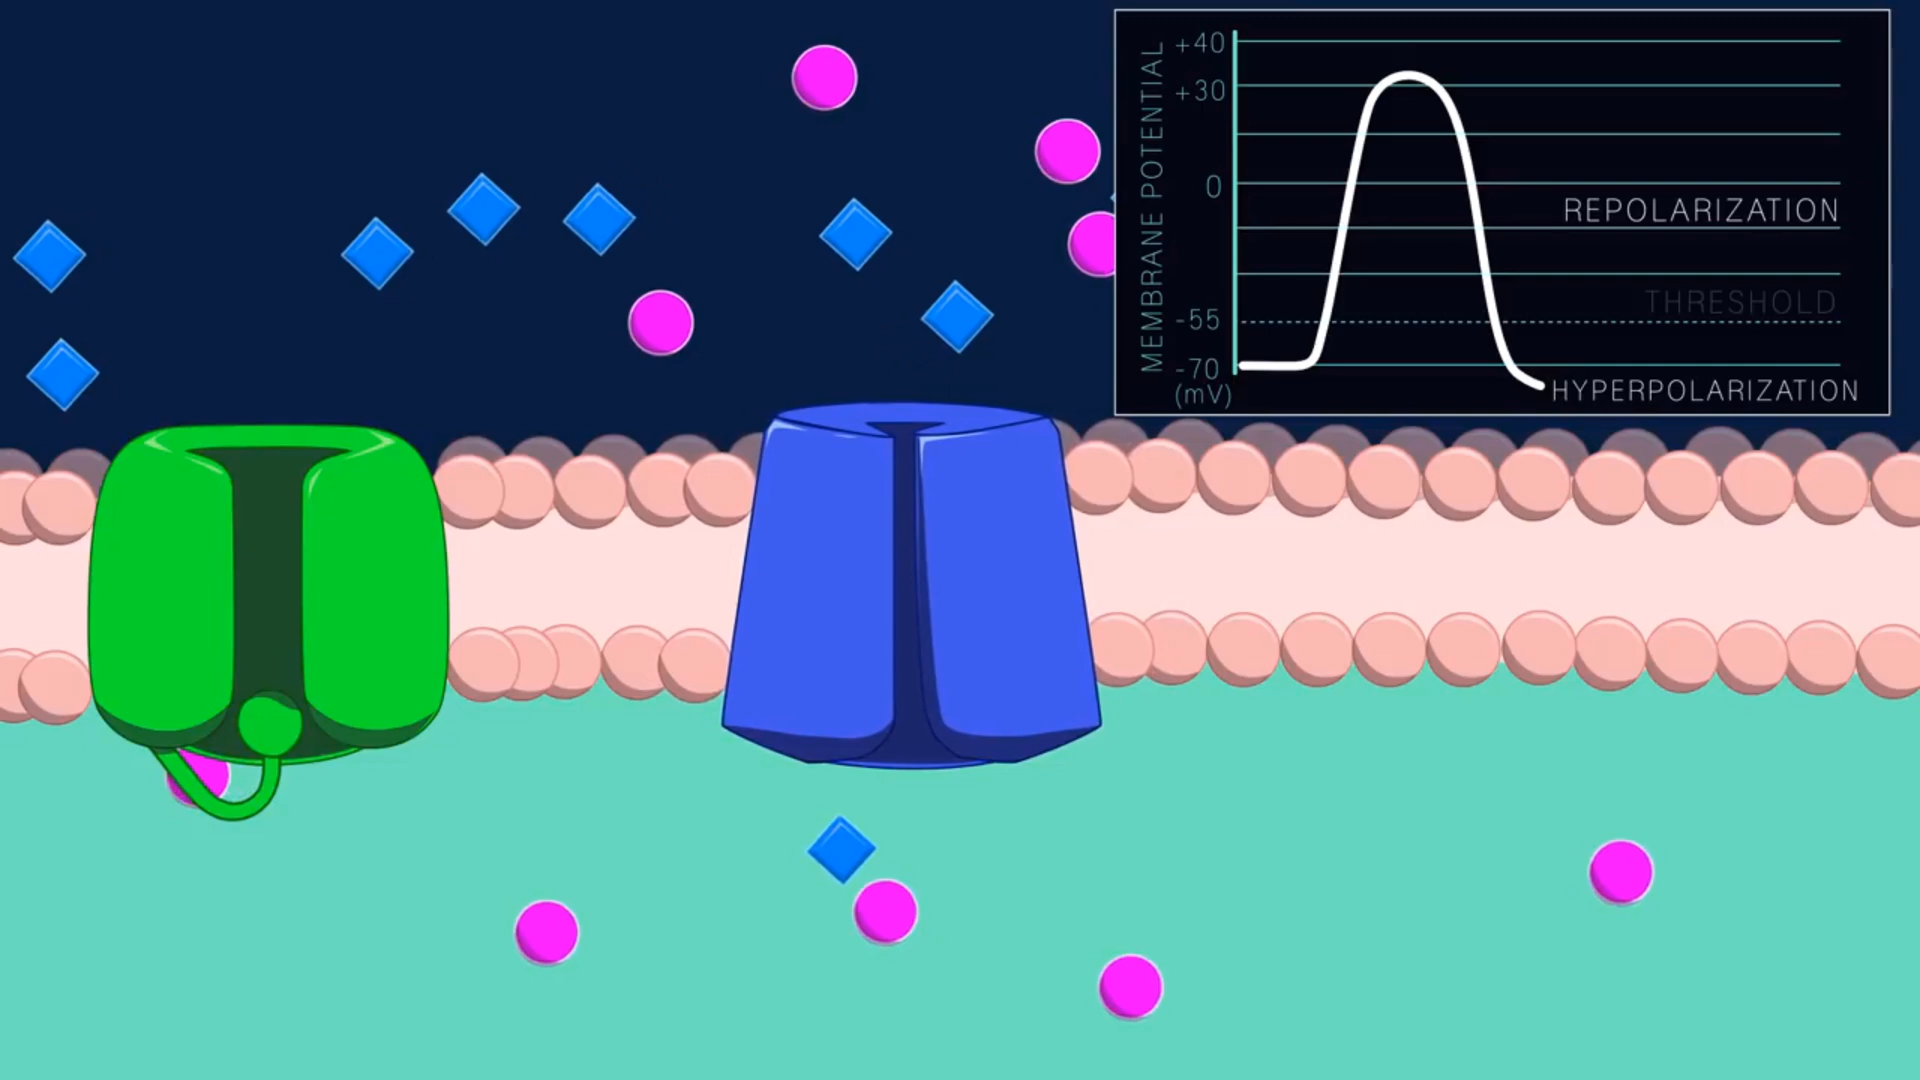 MEMBRANE POTENTIAL
+40
+30
0
REPOLARIZATION
THRESHOLD
-55
-70
(mV)
HYPERPOLARIZATION